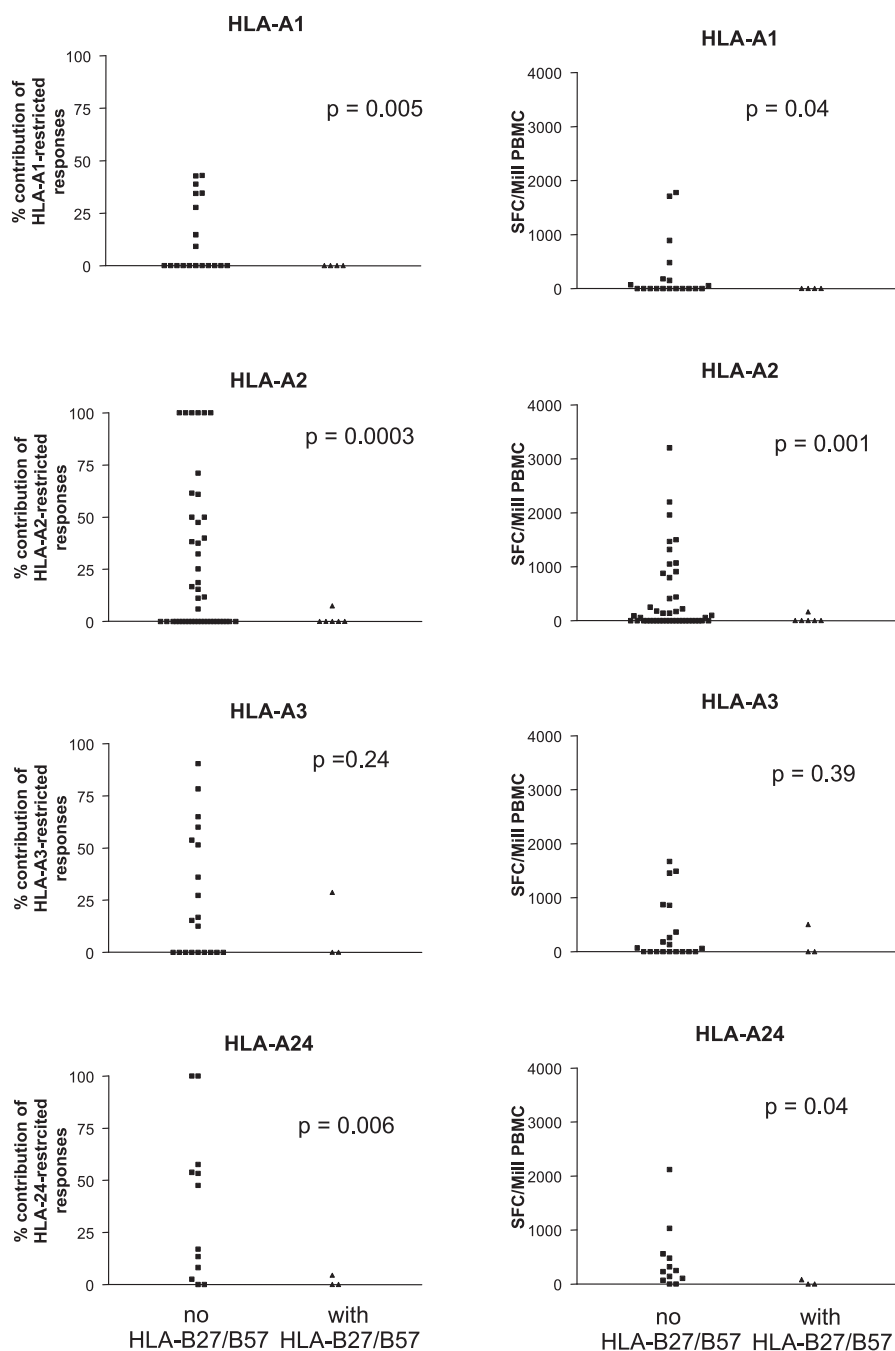 HLA-A1
% contribution of
HLA-A1-restricted
responses
100
75
50
25
0
p = 0.005
HLA-A1
SFC/Mill PBMC
4000
3000
2000
1000
0
p = 0.04
HLA-A2
% contribution of
HLA-A2-restricted
responses
100
75
50
25
0
p = 0.0003
HLA-A2
SFC/Mill PBMC
4000
3000
2000
1000
0
p = 0.001
HLA-A3
% contribution of
HLA-A3-restricted
responses
100
75
50
25
0
p =0.24
HLA-A3
SFC/Mill PBMC
4000
3000
2000
1000
0
p = 0.39
HLA-A24
% contribution of
HLA-24-restrcited
responses
100
75
50
25
0
p = 0.006
no
HLA-B27/B57
with
HLA-B27/B57
HLA-A24
SFC/Mill PBMC
4000
3000
2000
1000
0
p = 0.04
no
HLA-B27/B57
with
HLA-B27/B57